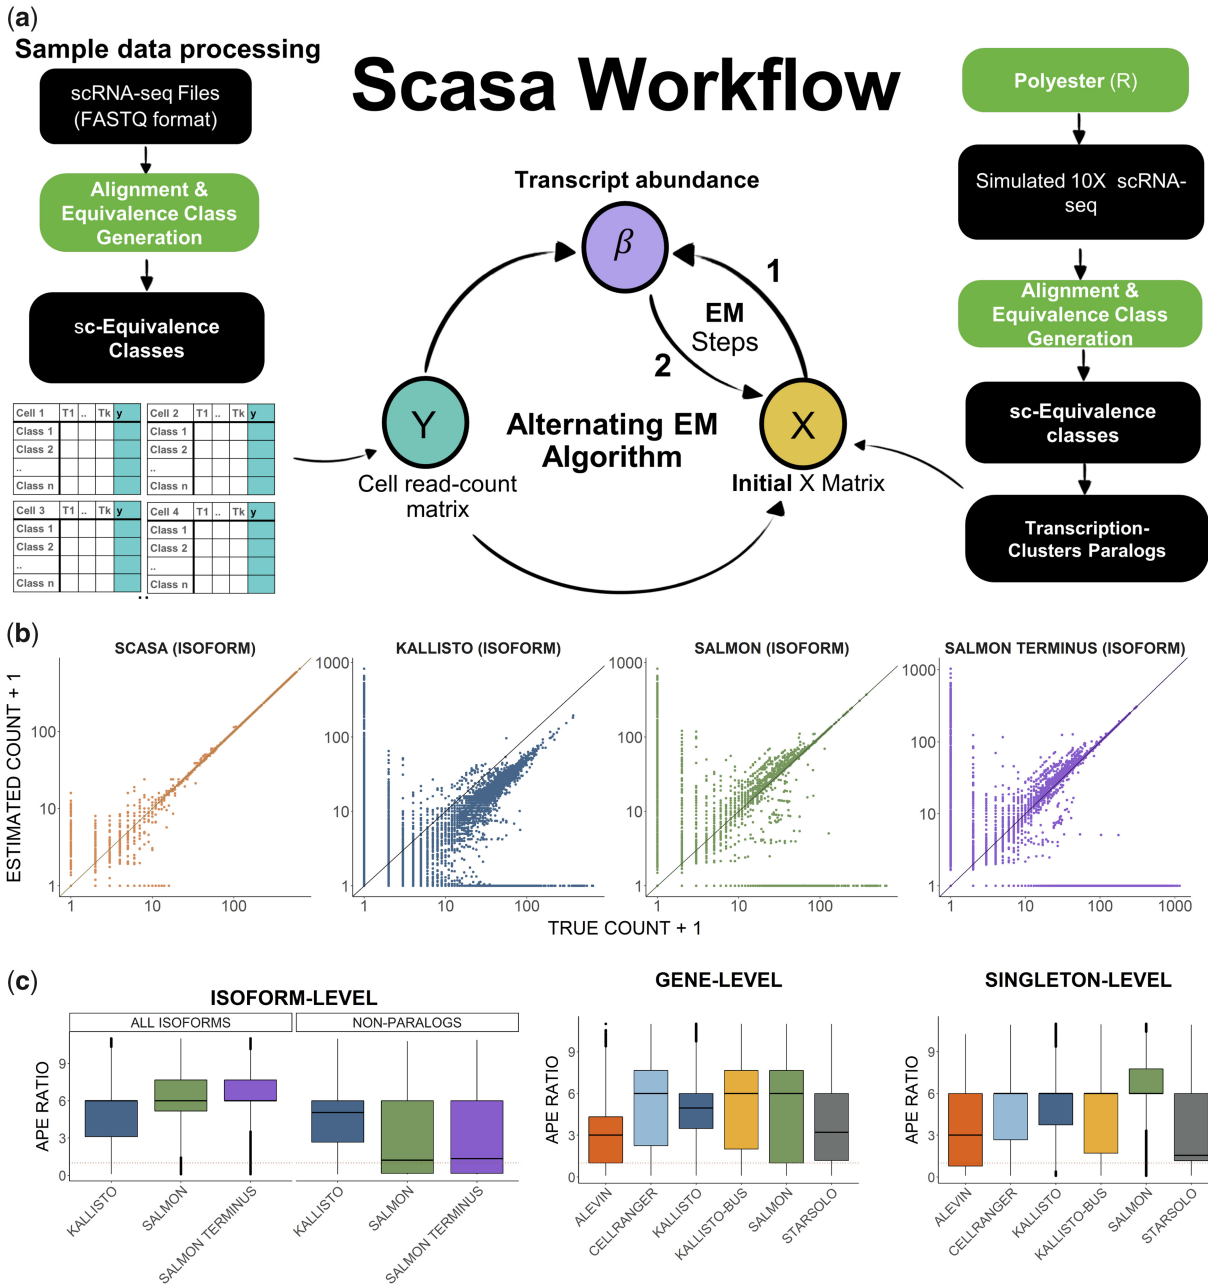 (a)
Sample data processing
scRNA-seq Files
(FASTQ format)
Alignment &
Equivalence Class
Generation
sc-Equivalence
Classes
Cell 1 T1 .. Tk y
Class 1
Class 2
..
Class n
Cell 2 T1 .. Tk y
Class 1
Class 2
..
Class n
Cell 3 T1 .. Tk y
Class 1
Class 2
..
Class n
Cell 4 T1 .. Tk y
Class 1
Class 2
..
Class n
..
Scasa Workflow
Transcript abundance
β
1
EM
Steps
2
Y
X
Alternating EM
Algorithm
Cell read-count
matrix
Initial X Matrix
Polyester (R)
Simulated 10X scRNA-
seq
Alignment &
Equivalence Class
Generation
sc-Equivalence
classes
Transcription-
Clusters Paralogs
(b)
SCASA (ISOFORM)
KALLISTO (ISOFORM)
SALMON (ISOFORM)
SALMON TERMINUS (ISOFORM)
ESTIMATED COUNT + 1
100
10
1
1 10 100
1000
100
10
1
1 10 100
1000
100
10
1
1 10 100
1000
100
10
1
1 10 100 1000
TRUE COUNT + 1
(c)
ISOFORM-LEVEL
ALL ISOFORMS
NON-PARALOGS
APE RATIO
9
6
3
0
KALLISTO
SALMON
SALMON TERMINUS
KALLISTO
SALMON
SALMON TERMINUS
GENE-LEVEL
APE RATIO
9
6
3
0
ALEVIN
CELLRANGER
KALLISTO
KALLISTO-BUS
SALMON
STARSOLO
SINGLETON-LEVEL
APE RATIO
9
6
3
0
ALEVIN
CELLRANGER
KALLISTO
KALLISTO-BUS
SALMON
STARSOLO